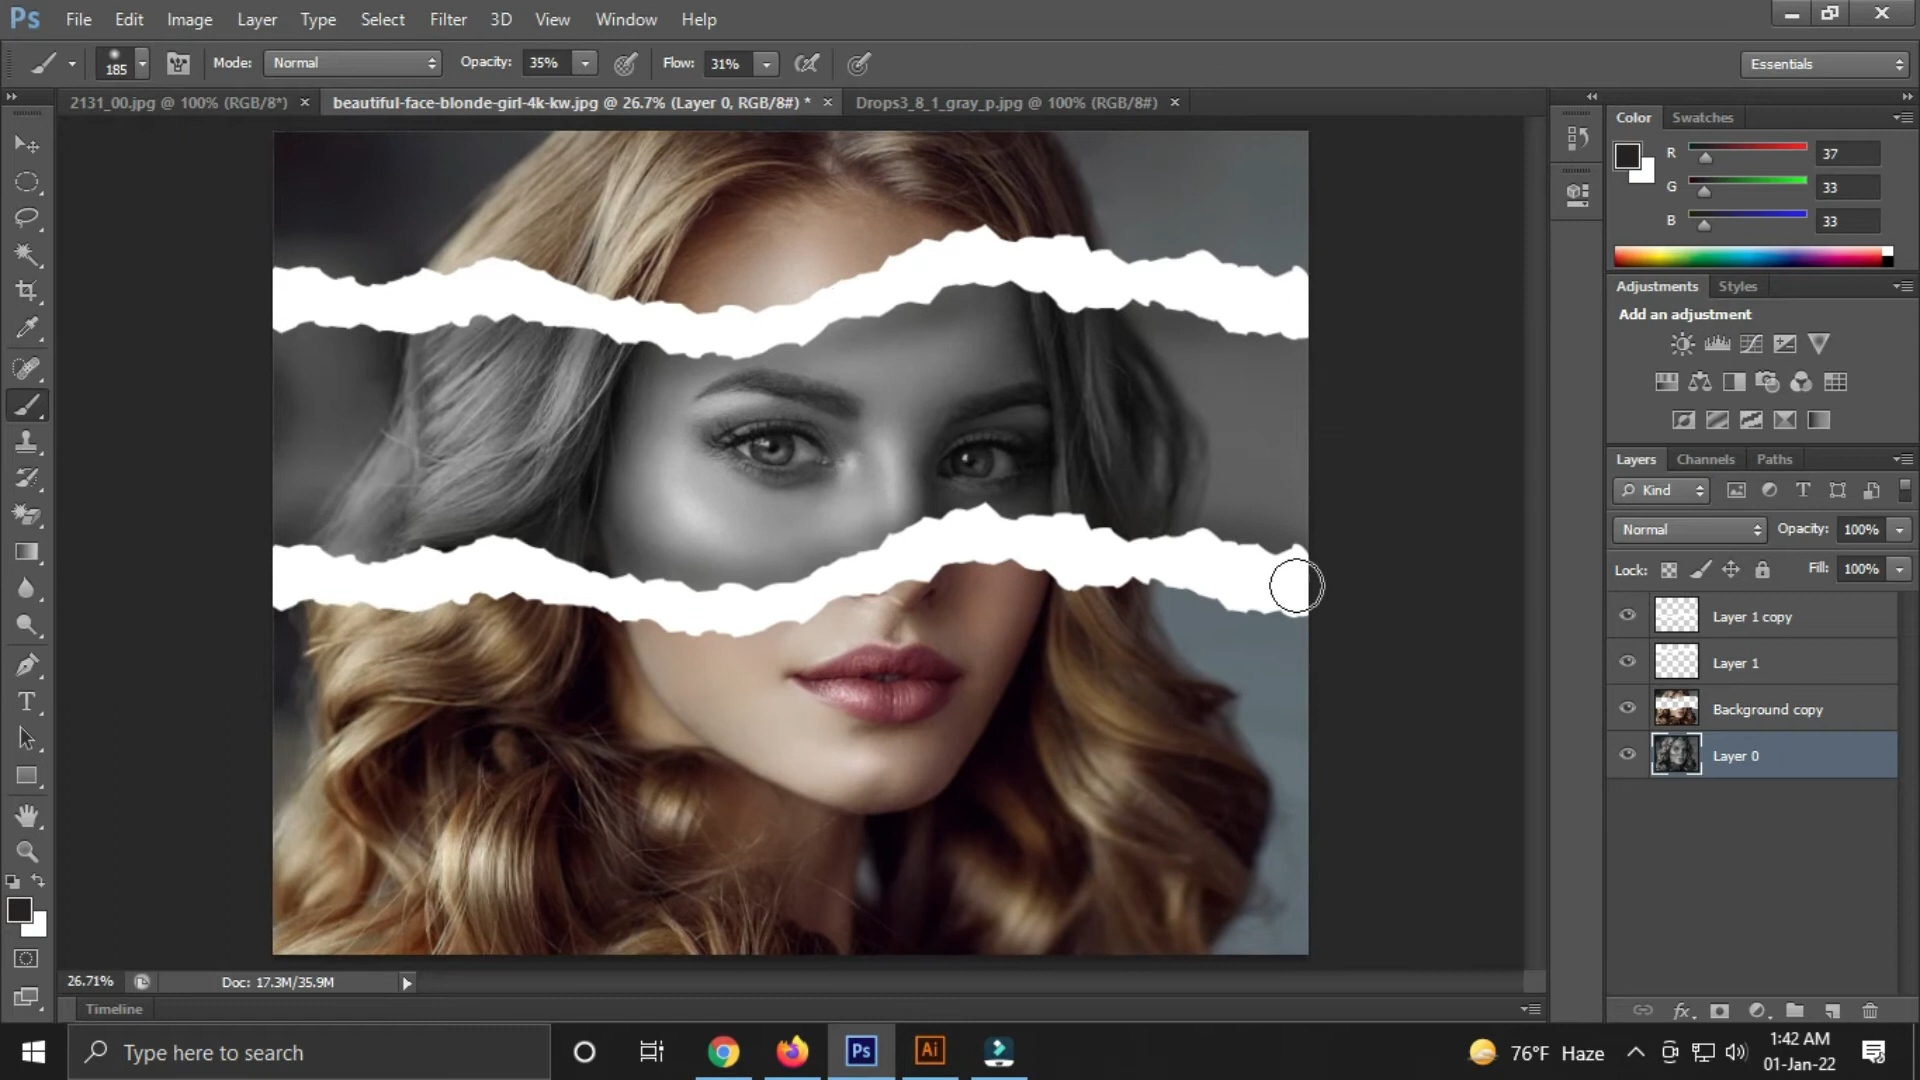 Ps File Edit Image Layer Type Select Filter 3D View Window Help
185 Mode: Normal Opacity: 35% Flow: 31% Essentials
2131_00.jpg @ 100% (RGB/8*) × beautiful-face-blonde-girl-4k-kw.jpg @ 26.7% (Layer 0, RGB/8#) * × Drops3_8_1_gray_p.jpg @ 100% (RGB/8#) ×
Color Swatches
R 37
G 33
B 33
Adjustments Styles
Add an adjustment
Layers Channels Paths
Kind
Normal Opacity: 100%
Lock: Fill: 100%
Layer 1 copy
Layer 1
Background copy
Layer 0
26.71% Doc: 17.3M/35.9M
Timeline
Type here to search
Ps Ai
76°F Haze
1:42 AM
01-Jan-22